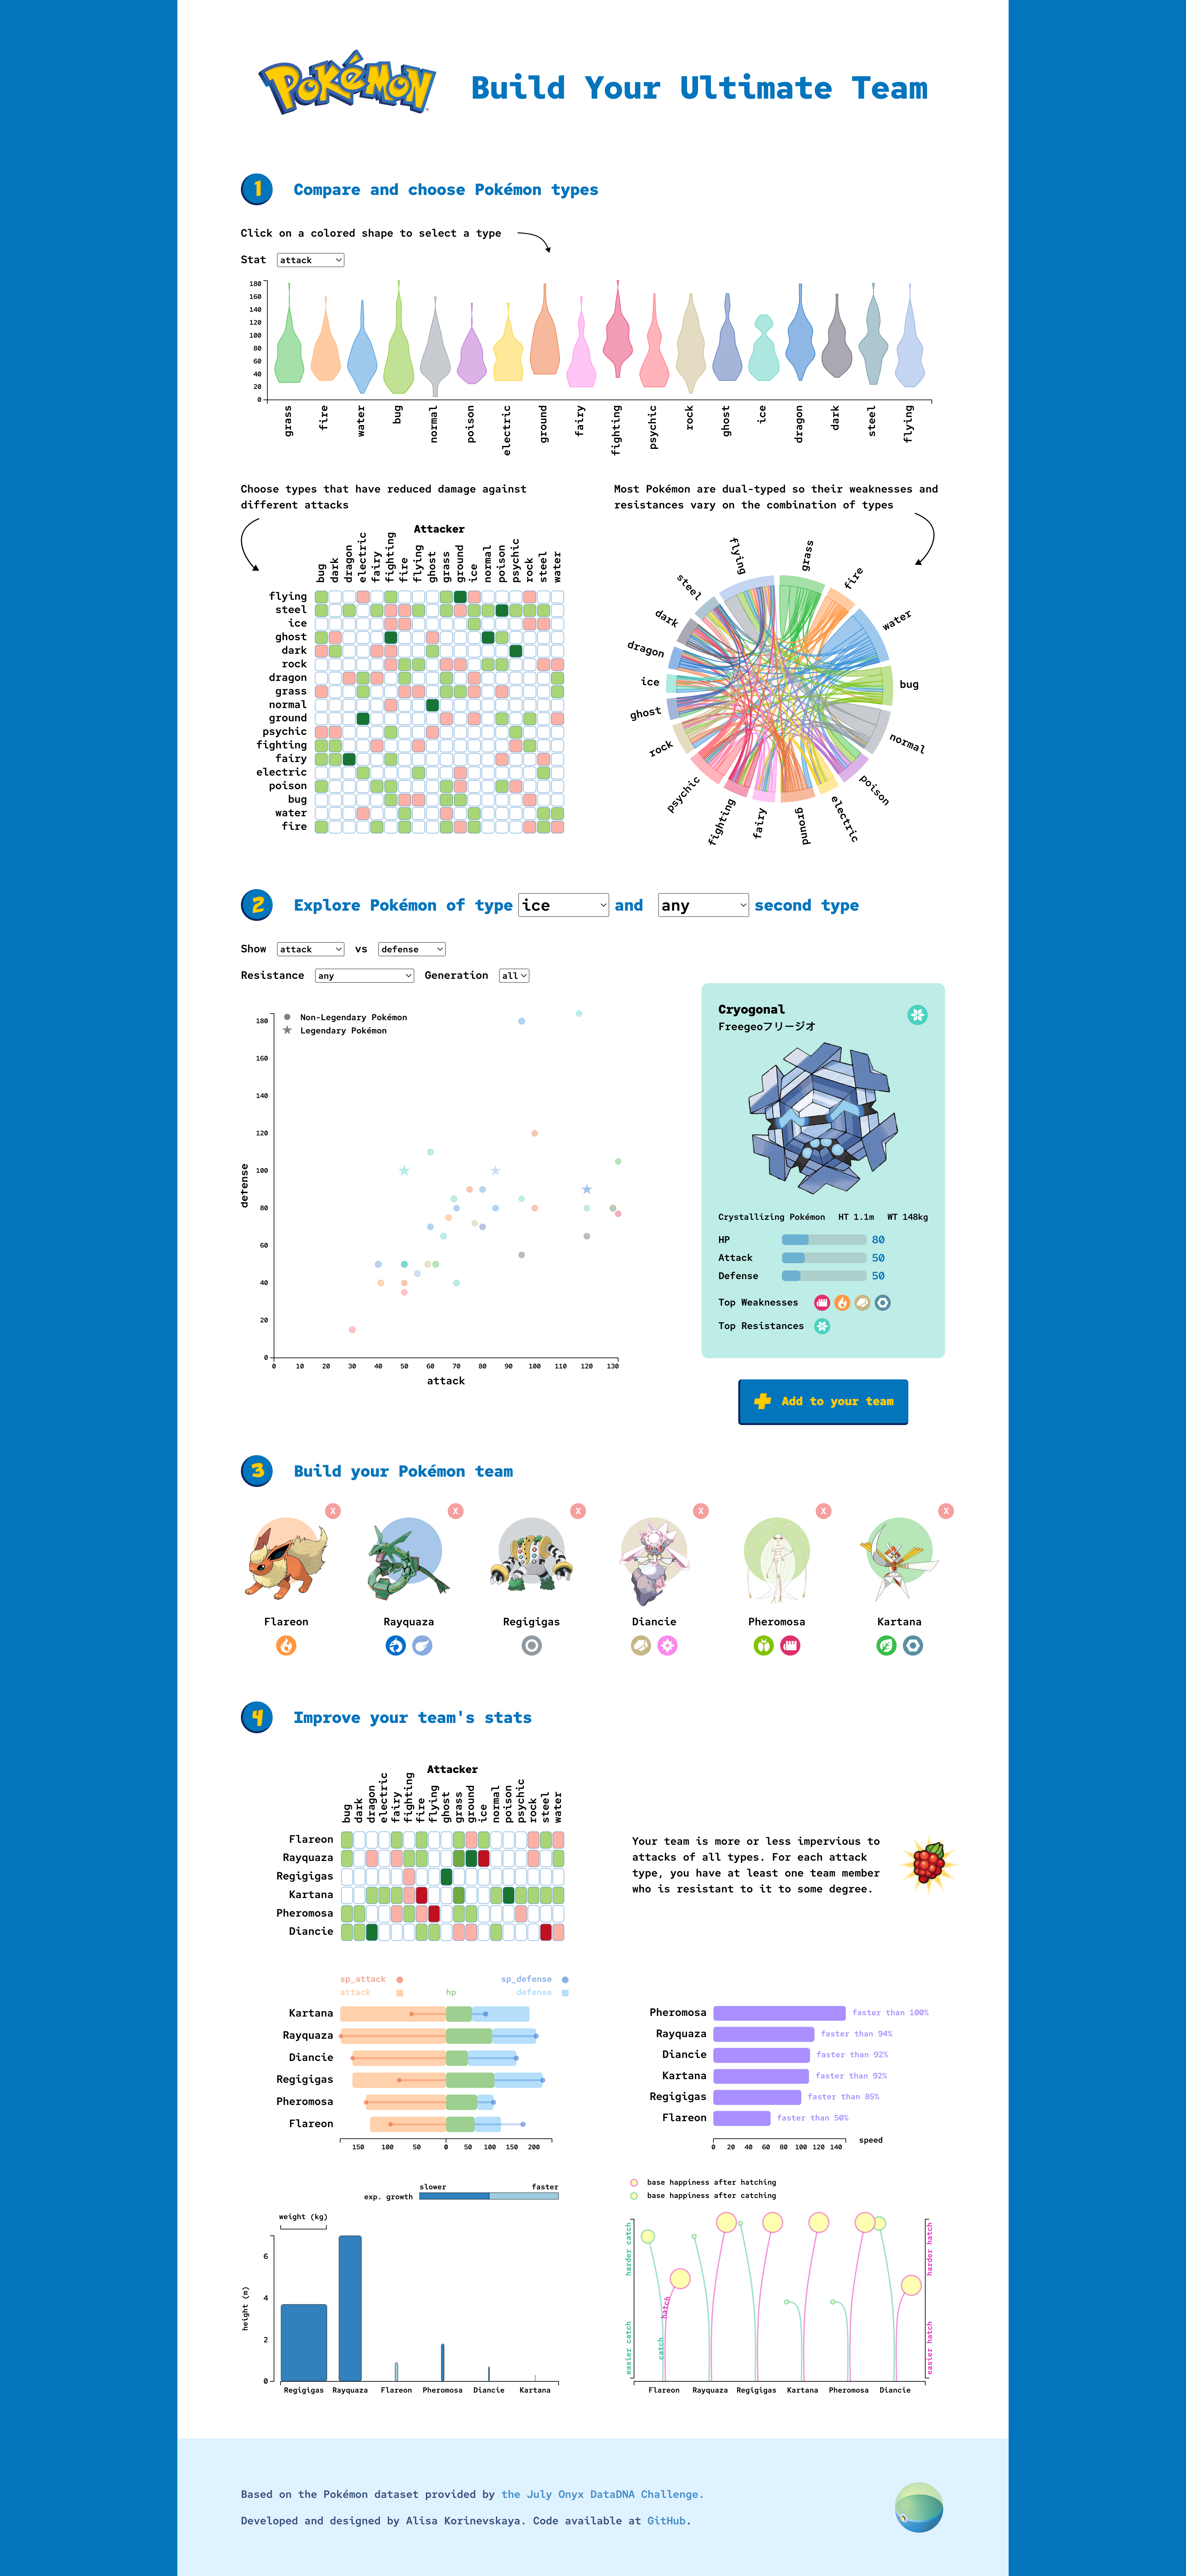 POKéMON
Build Your Ultimate Team
1 Compare and choose Pokémon types
Click on a colored shape to select a type
Stat attack
180
160
140
120
100
80
60
40
20
0
grass fire water bug normal poison electric ground fairy fighting psychic rock ghost ice dragon dark steel flying
Choose types that have reduced damage against
different attacks
Attacker
bug dark dragon electric fairy fighting fire flying ghost grass ground ice normal poison psychic rock steel water
flying
steel
ice
ghost
dark
rock
dragon
grass
normal
ground
psychic
fighting
fairy
electric
poison
bug
water
fire
Most Pokémon are dual-typed so their weaknesses and
resistances vary on the combination of types
grass
fire
water
bug
normal
poison
electric
ground
fairy
fighting
psychic
rock
ghost
ice
dragon
dark
steel
flying
2 Explore Pokémon of type ice and any second type
Show attack vs defense
Resistance any Generation all
Non-Legendary Pokémon
Legendary Pokémon
defense
180
160
140
120
100
80
60
40
20
0
0 10 20 30 40 50 60 70 80 90 100 110 120 130
attack
Cryogonal
Freegeoフリージオ
Crystallizing Pokémon HT 1.1m WT 148kg
HP 80
Attack 50
Defense 50
Top Weaknesses
Top Resistances
Add to your team
3 Build your Pokémon team
X X X X X X
Flareon Rayquaza Regigigas Diancie Pheromosa Kartana
4 Improve your team's stats
Attacker
bug dark dragon electric fairy fighting fire flying ghost grass ground ice normal poison psychic rock steel water
Flareon
Rayquaza
Regigigas
Kartana
Pheromosa
Diancie
Your team is more or less impervious to
attacks of all types. For each attack
type, you have at least one team member
who is resistant to it to some degree.
sp_attack sp_defense
attack hp defense
Kartana
Rayquaza
Diancie
Regigigas
Pheromosa
Flareon
150 100 50 0 50 100 150 200
Pheromosa faster than 100%
Rayquaza faster than 94%
Diancie faster than 92%
Kartana faster than 92%
Regigigas faster than 85%
Flareon faster than 50%
0 20 40 60 80 100 120 140 speed
slower faster
exp. growth
weight (kg)
height (m)
6
4
2
0
Regigigas Rayquaza Flareon Pheromosa Diancie Kartana
base happiness after hatching
base happiness after catching
harder catch
easier catch
hatch
catch
harder hatch
easier hatch
Flareon Rayquaza Regigigas Kartana Pheromosa Diancie
Based on the Pokémon dataset provided by the July Onyx DataDNA Challenge.
Developed and designed by Alisa Korinevskaya. Code available at GitHub.